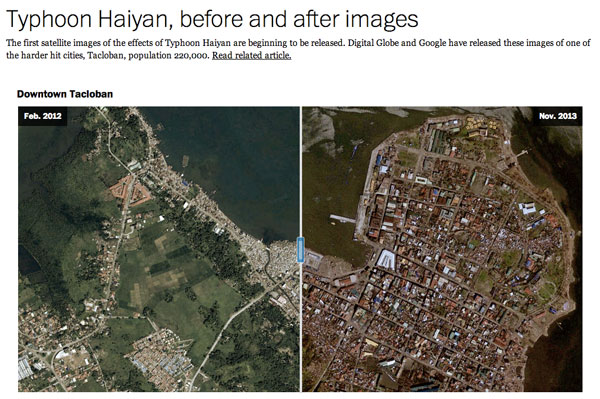 Typhoon Haiyan, before and after images
The first satellite images of the effects of Typhoon Haiyan are beginning to be released. Digital Globe and Google have released these images of one of
the harder hit cities, Tacloban, population 220,000. Read related article.
Downtown Tacloban
Feb. 2012
Nov. 2013